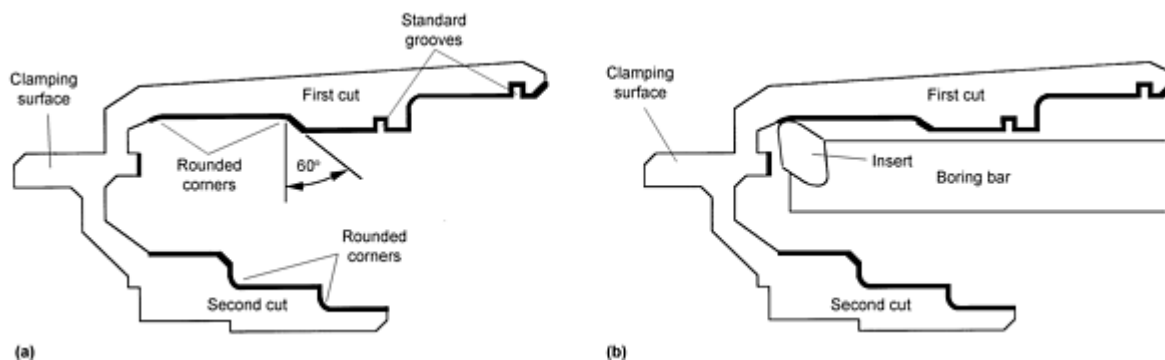 Standard
grooves
Clamping
surface
First cut
Rounded
corners
60°
Rounded
corners
Second cut
(a)
Clamping
surface
First cut
Insert
Boring bar
Second cut
(b)